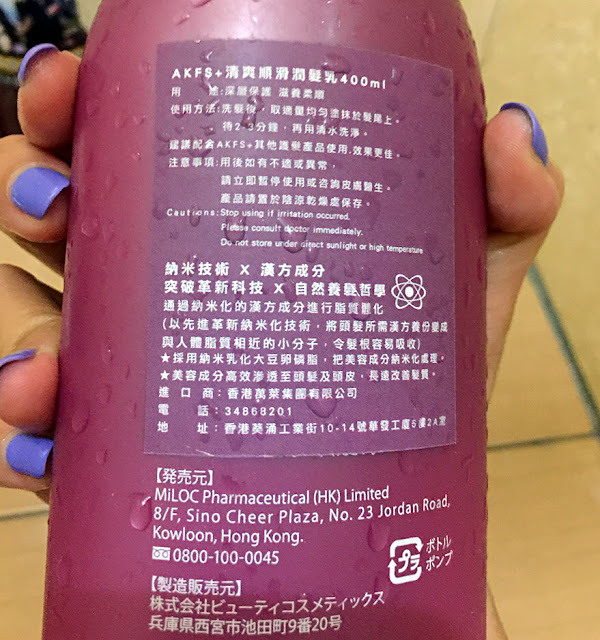 AKFS+清爽順滑潤髮乳400ml
用　　途:深層保護 滋養柔順
使用方法:洗髮後，取適量均勻塗抹於髮尾上。
待2-3分鐘，再用清水洗淨。
建議配合AKFS+其他護髮產品使用.效果更佳。
注意事項:用後如有不適或異常，
請立即暫停使用或咨詢皮膚醫生。
產品請置於陰涼乾燥處保存。
Cautions:Stop using if irritation occurred.
Please consult doctor immediately.
Do not store under direct sunlight or high temperature
納米技術 X 漢方成分
突破革新科技 X 自然養髮哲學
通過納米化的漢方成分進行脂質體化
(以先進革新納米化技術，將頭髮所需漢方養份變成
與人體脂質相近的小分子，令髮根容易吸收)
★採用納米乳化大豆卵磷脂，把美容成分納米化處理。
★美容成分高效滲透至頭髮及頭皮，長遠改善髮質。
進 口 商：香港萬萊集團有限公司
電　　話：34868201
地　　址：香港葵涌工業街10-14號華發工廈5樓2A室
【発売元】
MiLOC Pharmaceutical (HK) Limited
8/F, Sino Cheer Plaza, No. 23 Jordan Road,
Kowloon, Hong Kong.
0800-100-0045
プラ
ボトル
ポンプ
【製造販売元】
株式会社ビューティコスメティックス
兵庫県西宮市池田町9番20号